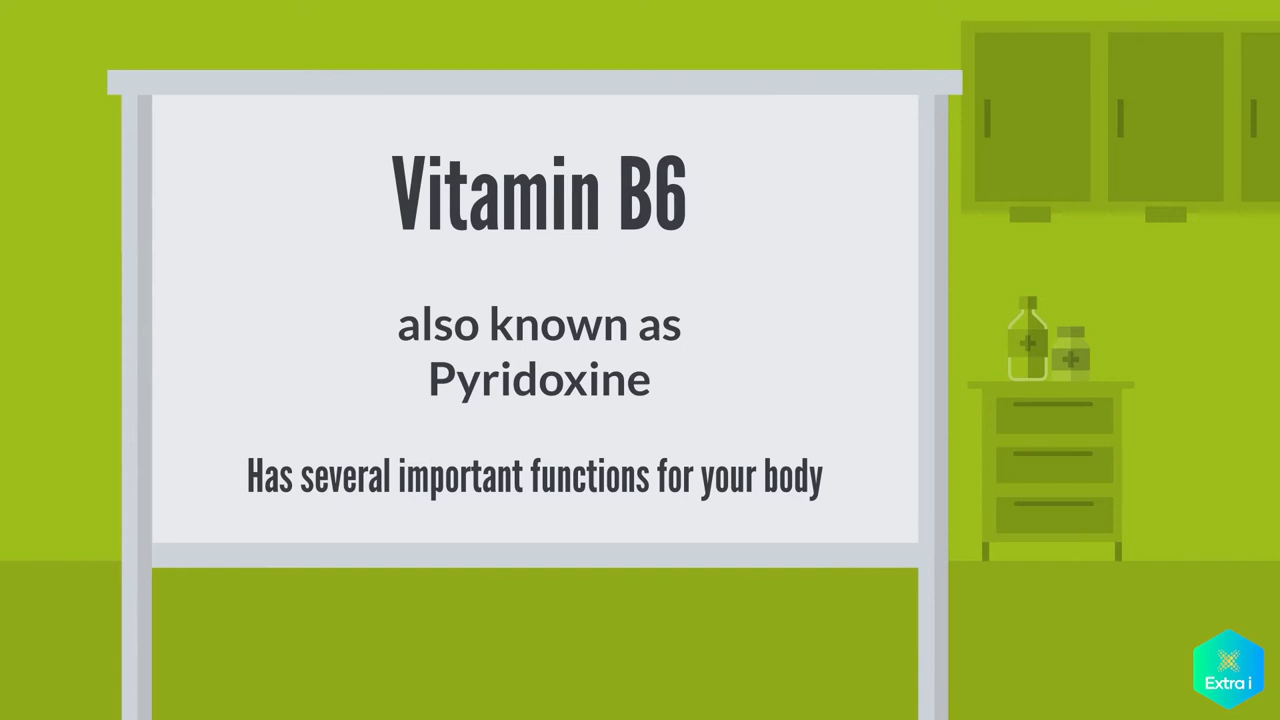 Vitamin B6
also known as
Pyridoxine
Has several important functions for your body
Extra i